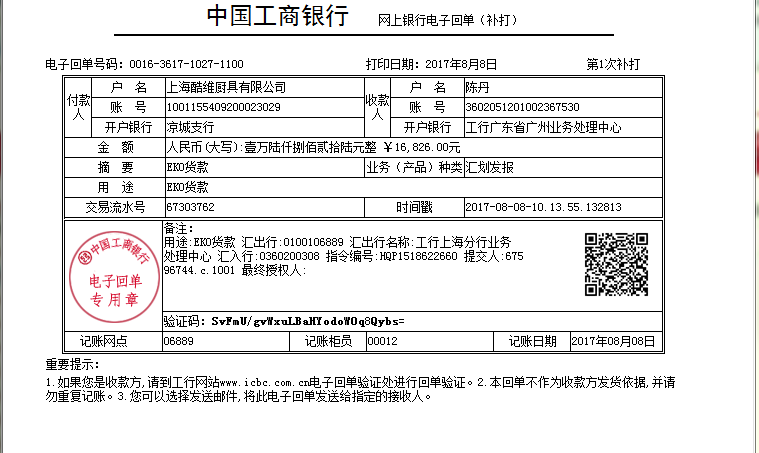 中国工商银行 网上银行电子回单（补打）
电子回单号码：0016-3617-1027-1100 打印日期：2017年8月8日 第1次补打
付款人 户 名 上海酷维厨具有限公司 收款人 户 名 陈丹
账 号 1001155409200023029 账 号 3602051201002367530
开户银行 凉城支行 开户银行 工行广东省广州业务处理中心
金 额 人民币(大写):壹万陆仟捌佰贰拾陆元整 ￥16,826.00元
摘 要 EKO货款 业务（产品）种类 汇划发报
用 途 EKO货款
交易流水号 67303762 时间戳 2017-08-08-10.13.55.132813
中国工商银行
电子回单
专用章
备注：
用途:EKO货款 汇出行:0100106889 汇出行名称:工行上海分行业务
处理中心 汇入行:0360200308 指令编号:HQP1518622660 提交人:675
96744.c.1001 最终授权人:
验证码：SvFmU/gvWxuLBaHYodoWOq8Qybs=
记账网点 06889 记账柜员 00012 记账日期 2017年08月08日
重要提示：
1.如果您是收款方,请到工行网站www.icbc.com.cn电子回单验证处进行回单验证。2.本回单不作为收款方发货依据,并请
勿重复记账。3.您可以选择发送邮件,将此电子回单发送给指定的接收人。